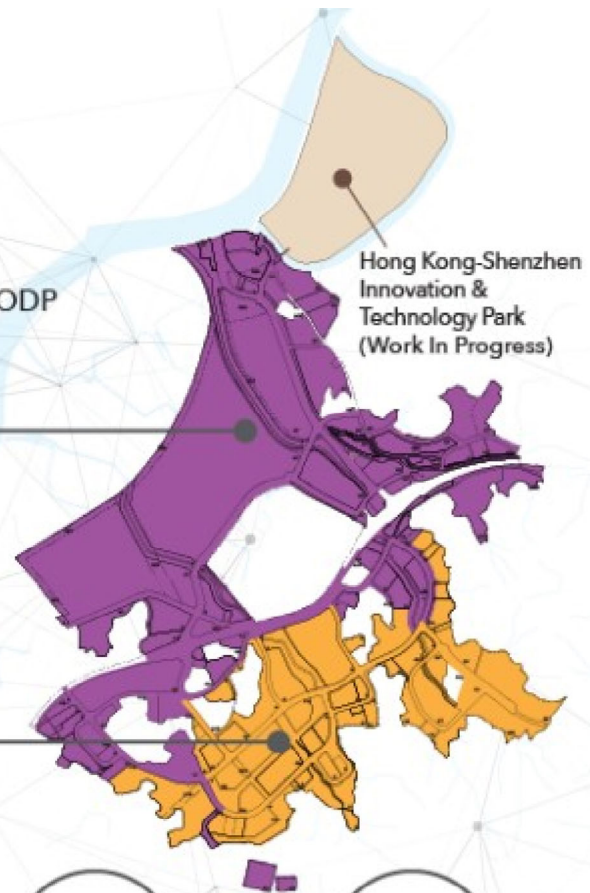 ODP
Hong Kong-Shenzhen
Innovation &
Technology Park
(Work In Progress)